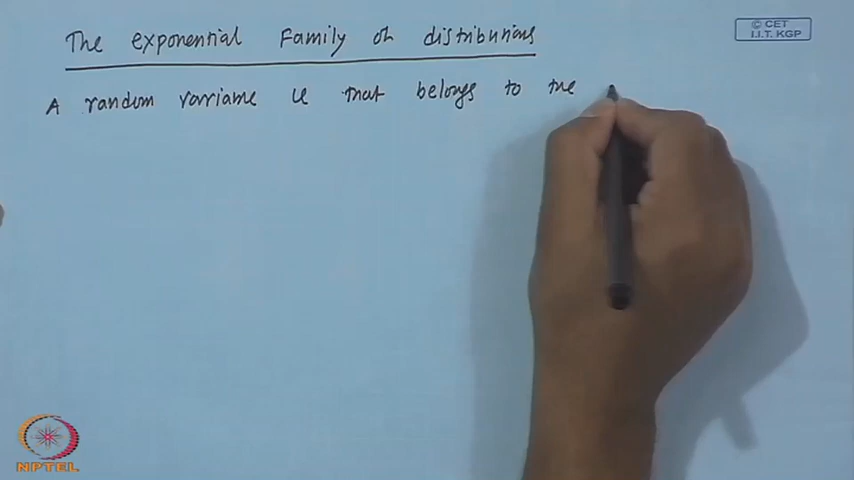 The exponential Family of distributions
© CET
I.I.T. KGP
A random variable u that belongs to the
NPTEL